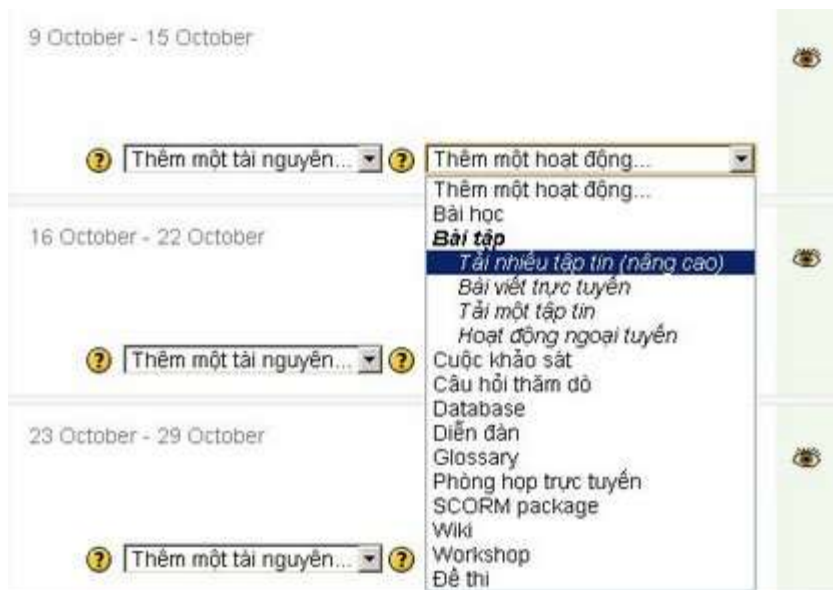 9 October - 15 October
Thêm một tài nguyên...
Thêm một hoạt động...
Thêm một hoạt động...
Bài học
Bài tập
Tải nhiều tập tin (nâng cao)
Bài viết trực tuyến
Tải một tập tin
Hoạt động ngoại tuyến
Cuộc khảo sát
Câu hỏi thăm dò
Database
Diễn đàn
Glossary
Phòng họp trực tuyến
SCORM package
Wiki
Workshop
Đề thi
16 October - 22 October
Thêm một tài nguyên...
23 October - 29 October
Thêm một tài nguyên...